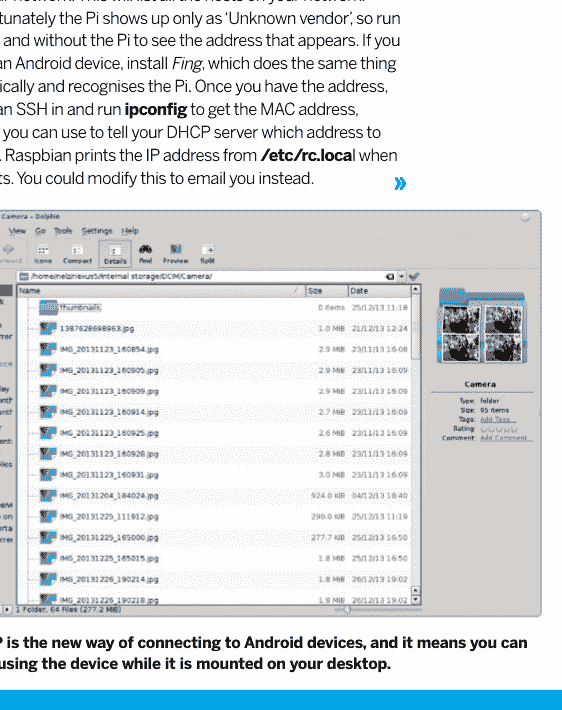 tunately the Pi shows up only as ‘Unknown vendor’, so run
and without the Pi to see the address that appears. If you
an Android device, install Fing, which does the same thing
ically and recognises the Pi. Once you have the address,
an SSH in and run ipconfig to get the MAC address,
you can use to tell your DHCP server which address to
. Raspbian prints the IP address from /etc/rc.local when
ts. You could modify this to email you instead.
»
Camera – Dolphin
View Go Tools Settings Help
Icons Compact Details Find Preview Split
/home/nelz/nexus5/Internal storage/DCIM/Camera/
Name Size Date
thumbnails 0 items 25/12/13 11:18
1387628698963.jpg 1.0 MiB 21/12/13 12:24
IMG_20131123_160854.jpg 2.9 MiB 23/11/13 16:08
IMG_20131123_160905.jpg 2.9 MiB 23/11/13 16:09
IMG_20131123_160909.jpg 2.9 MiB 23/11/13 16:09
IMG_20131123_160914.jpg 2.7 MiB 23/11/13 16:09
IMG_20131123_160925.jpg 2.6 MiB 23/11/13 16:09
IMG_20131123_160928.jpg 2.8 MiB 23/11/13 16:09
IMG_20131123_160931.jpg 3.0 MiB 23/11/13 16:09
IMG_20131204_184024.jpg 924.0 KiB 04/12/13 18:40
IMG_20131225_111912.jpg 299.0 KiB 25/12/13 11:19
IMG_20131225_165000.jpg 277.7 KiB 25/12/13 16:50
IMG_20131225_165015.jpg 1.8 MiB 25/12/13 16:50
IMG_20131226_190214.jpg 1.8 MiB 26/12/13 19:02
IMG_20131226_190218.jpg 1.8 MiB 26/12/13 19:02
1 Folder, 64 Files (277.2 MiB)
Camera
Type: folder
Size: 65 items
Tags: Add Tags...
Rating:
Comment: Add Comment...
P is the new way of connecting to Android devices, and it means you can
using the device while it is mounted on your desktop.